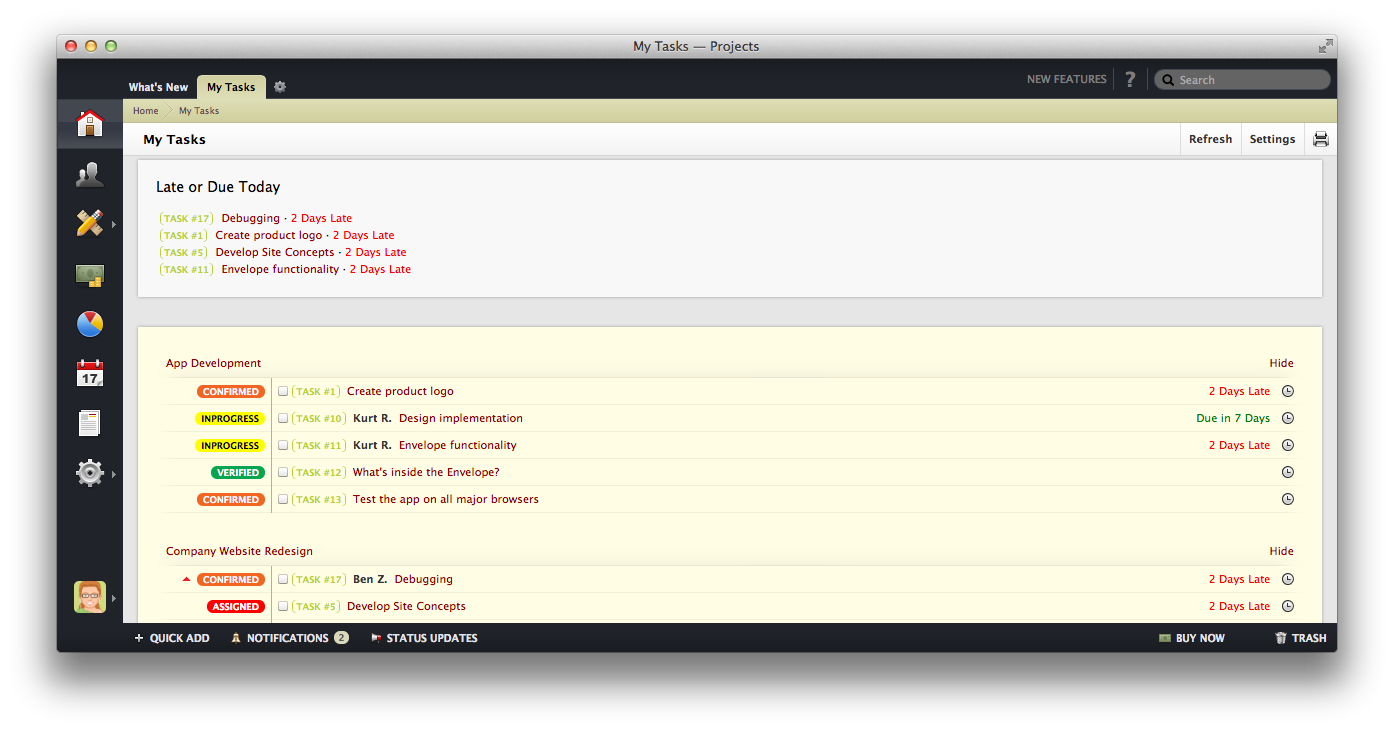 My Tasks — Projects
What's New My Tasks NEW FEATURES ? Search
Home My Tasks
My Tasks Refresh Settings
Late or Due Today
(TASK #17) Debugging · 2 Days Late
(TASK #1) Create product logo · 2 Days Late
(TASK #5) Develop Site Concepts · 2 Days Late
(TASK #11) Envelope functionality · 2 Days Late
App Development Hide
CONFIRMED (TASK #1) Create product logo 2 Days Late
INPROGRESS (TASK #10) Kurt R. Design implementation Due in 7 Days
INPROGRESS (TASK #11) Kurt R. Envelope functionality 2 Days Late
17
VERIFIED (TASK #12) What's inside the Envelope?
CONFIRMED (TASK #13) Test the app on all major browsers
Company Website Redesign Hide
CONFIRMED (TASK #17) Ben Z. Debugging 2 Days Late
ASSIGNED (TASK #5) Develop Site Concepts 2 Days Late
+ QUICK ADD NOTIFICATIONS 2 STATUS UPDATES BUY NOW TRASH